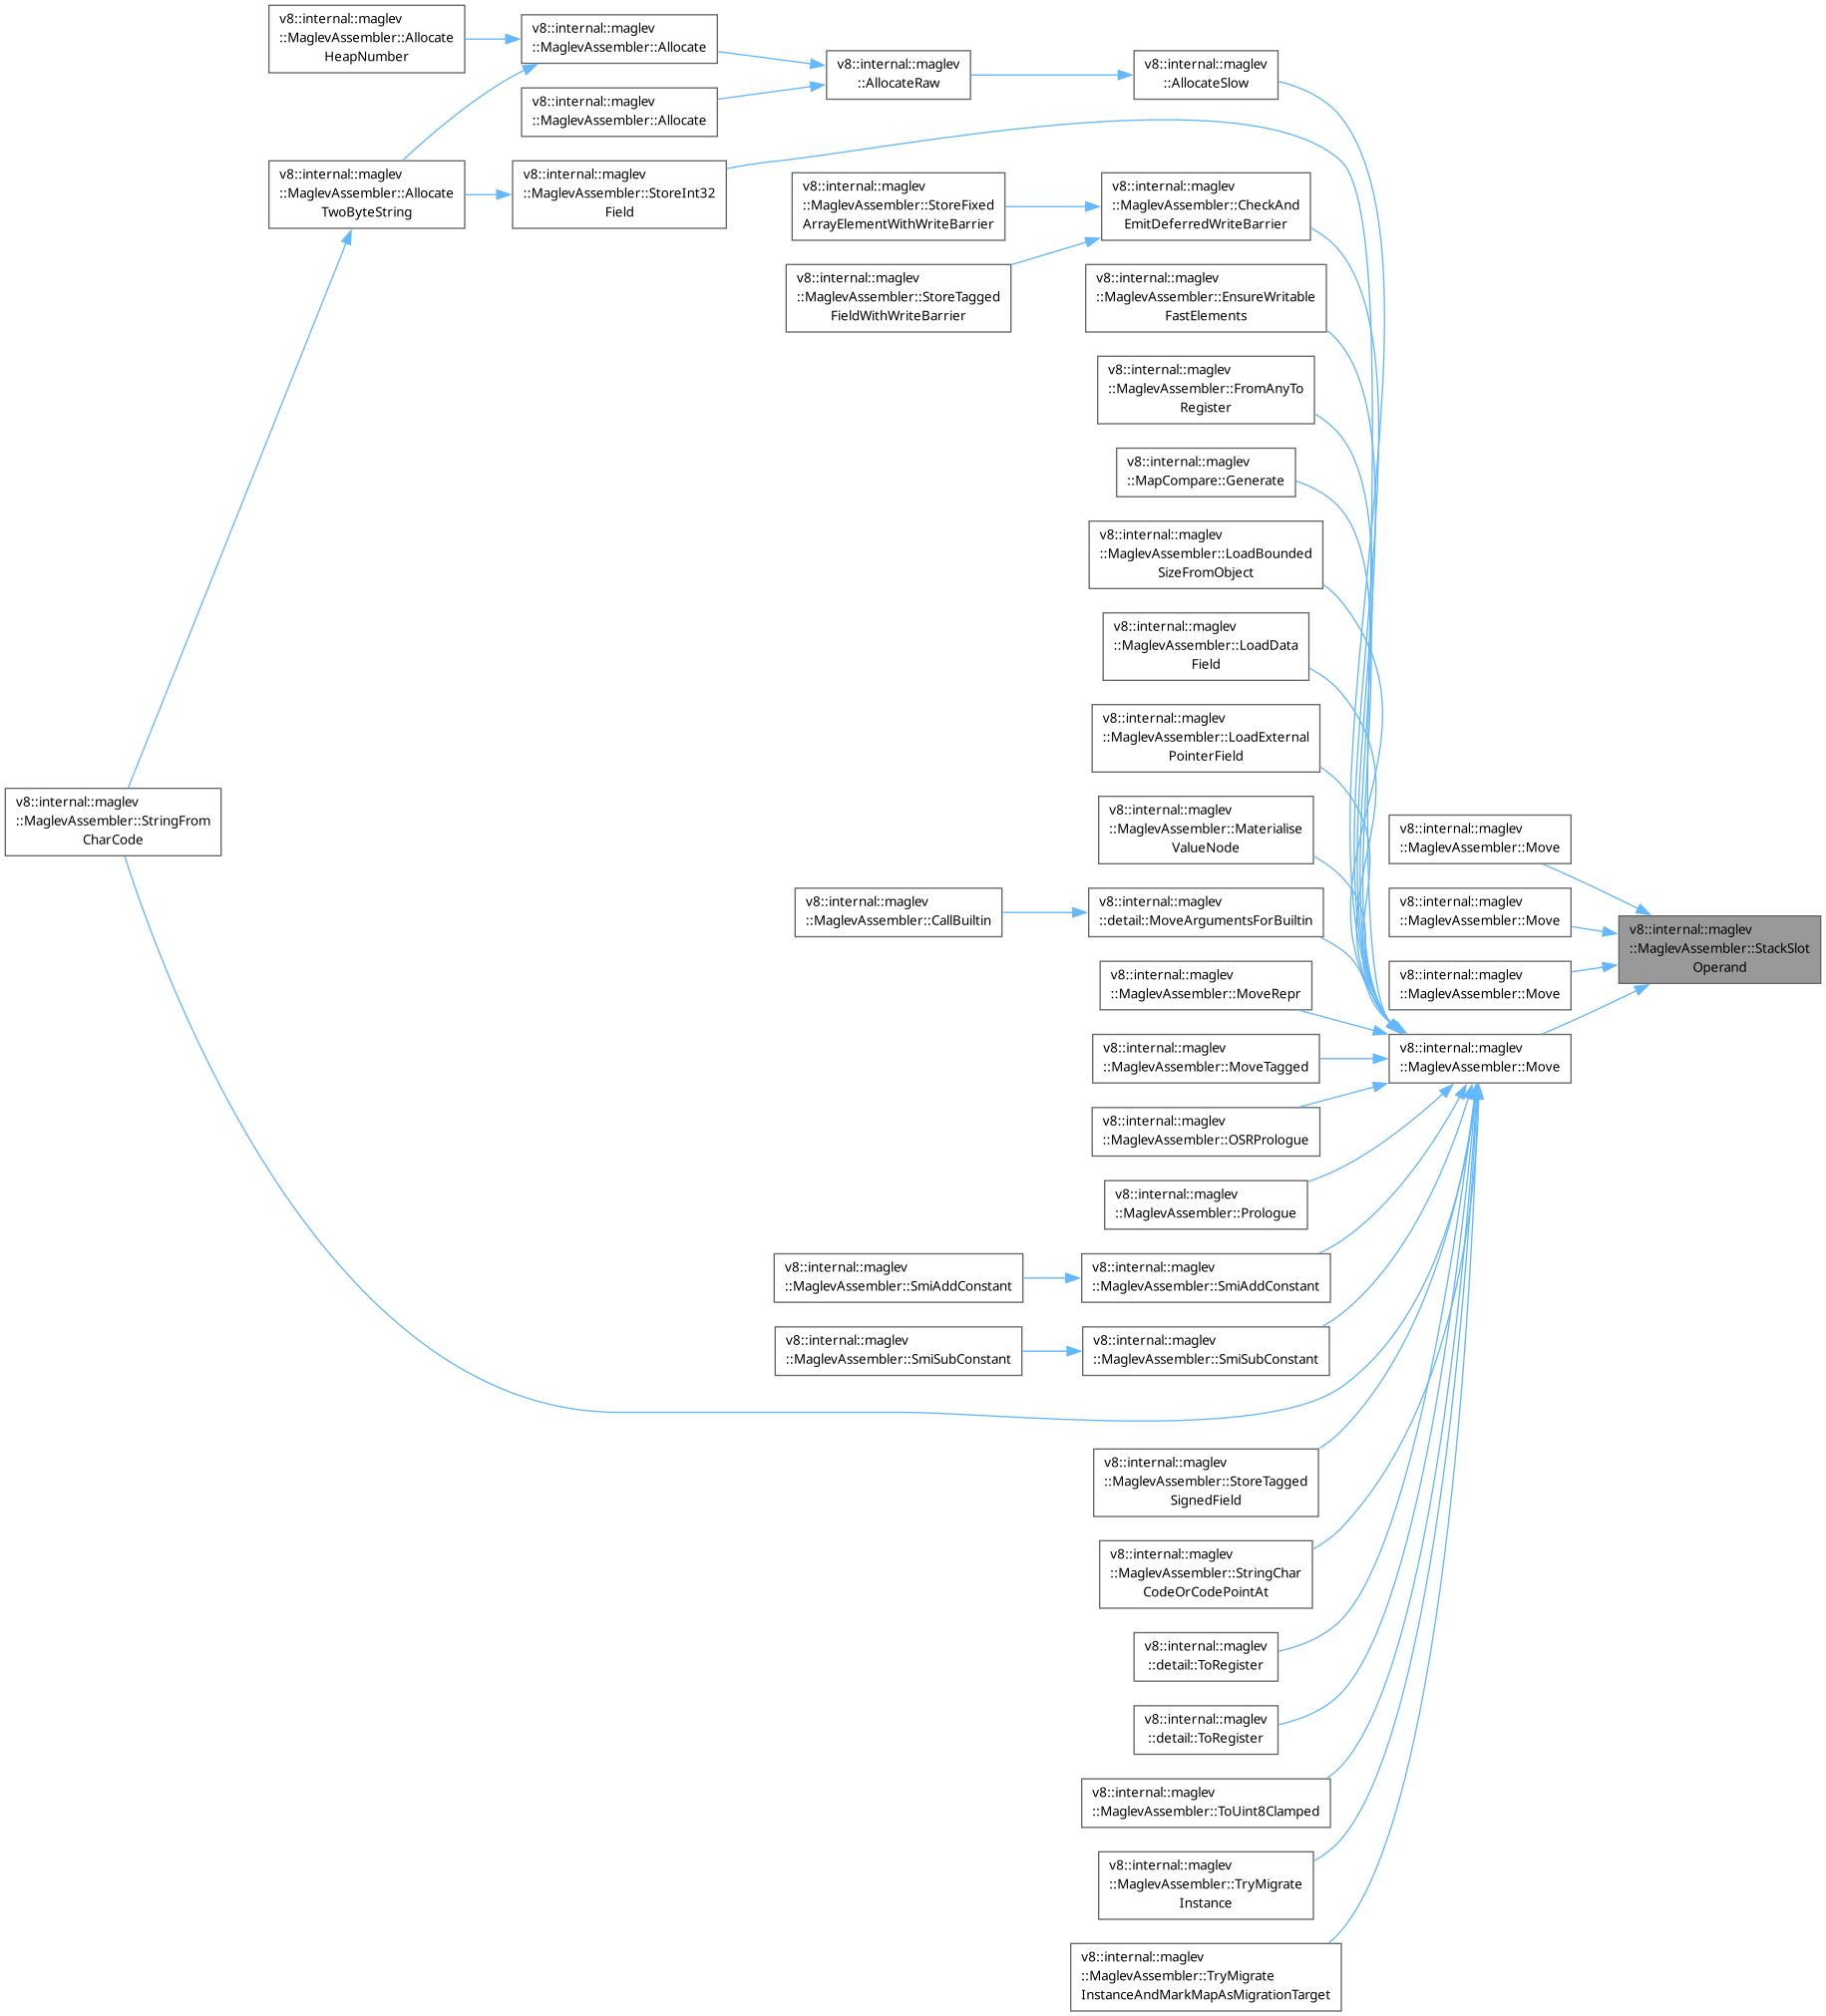 v8::internal::maglev
::MaglevAssembler::Allocate
HeapNumber
v8::internal::maglev
::MaglevAssembler::Allocate
v8::internal::maglev
::AllocateRaw
v8::internal::maglev
::AllocateSlow
v8::internal::maglev
::MaglevAssembler::Allocate
v8::internal::maglev
::MaglevAssembler::Allocate
TwoByteString
v8::internal::maglev
::MaglevAssembler::StoreInt32
Field
v8::internal::maglev
::MaglevAssembler::StoreFixed
ArrayElementWithWriteBarrier
v8::internal::maglev
::MaglevAssembler::CheckAnd
EmitDeferredWriteBarrier
v8::internal::maglev
::MaglevAssembler::StoreTagged
FieldWithWriteBarrier
v8::internal::maglev
::MaglevAssembler::EnsureWritable
FastElements
v8::internal::maglev
::MaglevAssembler::FromAnyTo
Register
v8::internal::maglev
::MapCompare::Generate
v8::internal::maglev
::MaglevAssembler::LoadBounded
SizeFromObject
v8::internal::maglev
::MaglevAssembler::LoadData
Field
v8::internal::maglev
::MaglevAssembler::LoadExternal
PointerField
v8::internal::maglev
::MaglevAssembler::StringFrom
CharCode
v8::internal::maglev
::MaglevAssembler::Materialise
ValueNode
v8::internal::maglev
::MaglevAssembler::Move
v8::internal::maglev
::MaglevAssembler::CallBuiltin
v8::internal::maglev
::detail::MoveArgumentsForBuiltin
v8::internal::maglev
::MaglevAssembler::Move
v8::internal::maglev
::MaglevAssembler::StackSlot
Operand
v8::internal::maglev
::MaglevAssembler::MoveRepr
v8::internal::maglev
::MaglevAssembler::Move
v8::internal::maglev
::MaglevAssembler::MoveTagged
v8::internal::maglev
::MaglevAssembler::Move
v8::internal::maglev
::MaglevAssembler::OSRPrologue
v8::internal::maglev
::MaglevAssembler::Prologue
v8::internal::maglev
::MaglevAssembler::SmiAddConstant
v8::internal::maglev
::MaglevAssembler::SmiAddConstant
v8::internal::maglev
::MaglevAssembler::SmiSubConstant
v8::internal::maglev
::MaglevAssembler::SmiSubConstant
v8::internal::maglev
::MaglevAssembler::StoreTagged
SignedField
v8::internal::maglev
::MaglevAssembler::StringChar
CodeOrCodePointAt
v8::internal::maglev
::detail::ToRegister
v8::internal::maglev
::detail::ToRegister
v8::internal::maglev
::MaglevAssembler::ToUint8Clamped
v8::internal::maglev
::MaglevAssembler::TryMigrate
Instance
v8::internal::maglev
::MaglevAssembler::TryMigrate
InstanceAndMarkMapAsMigrationTarget